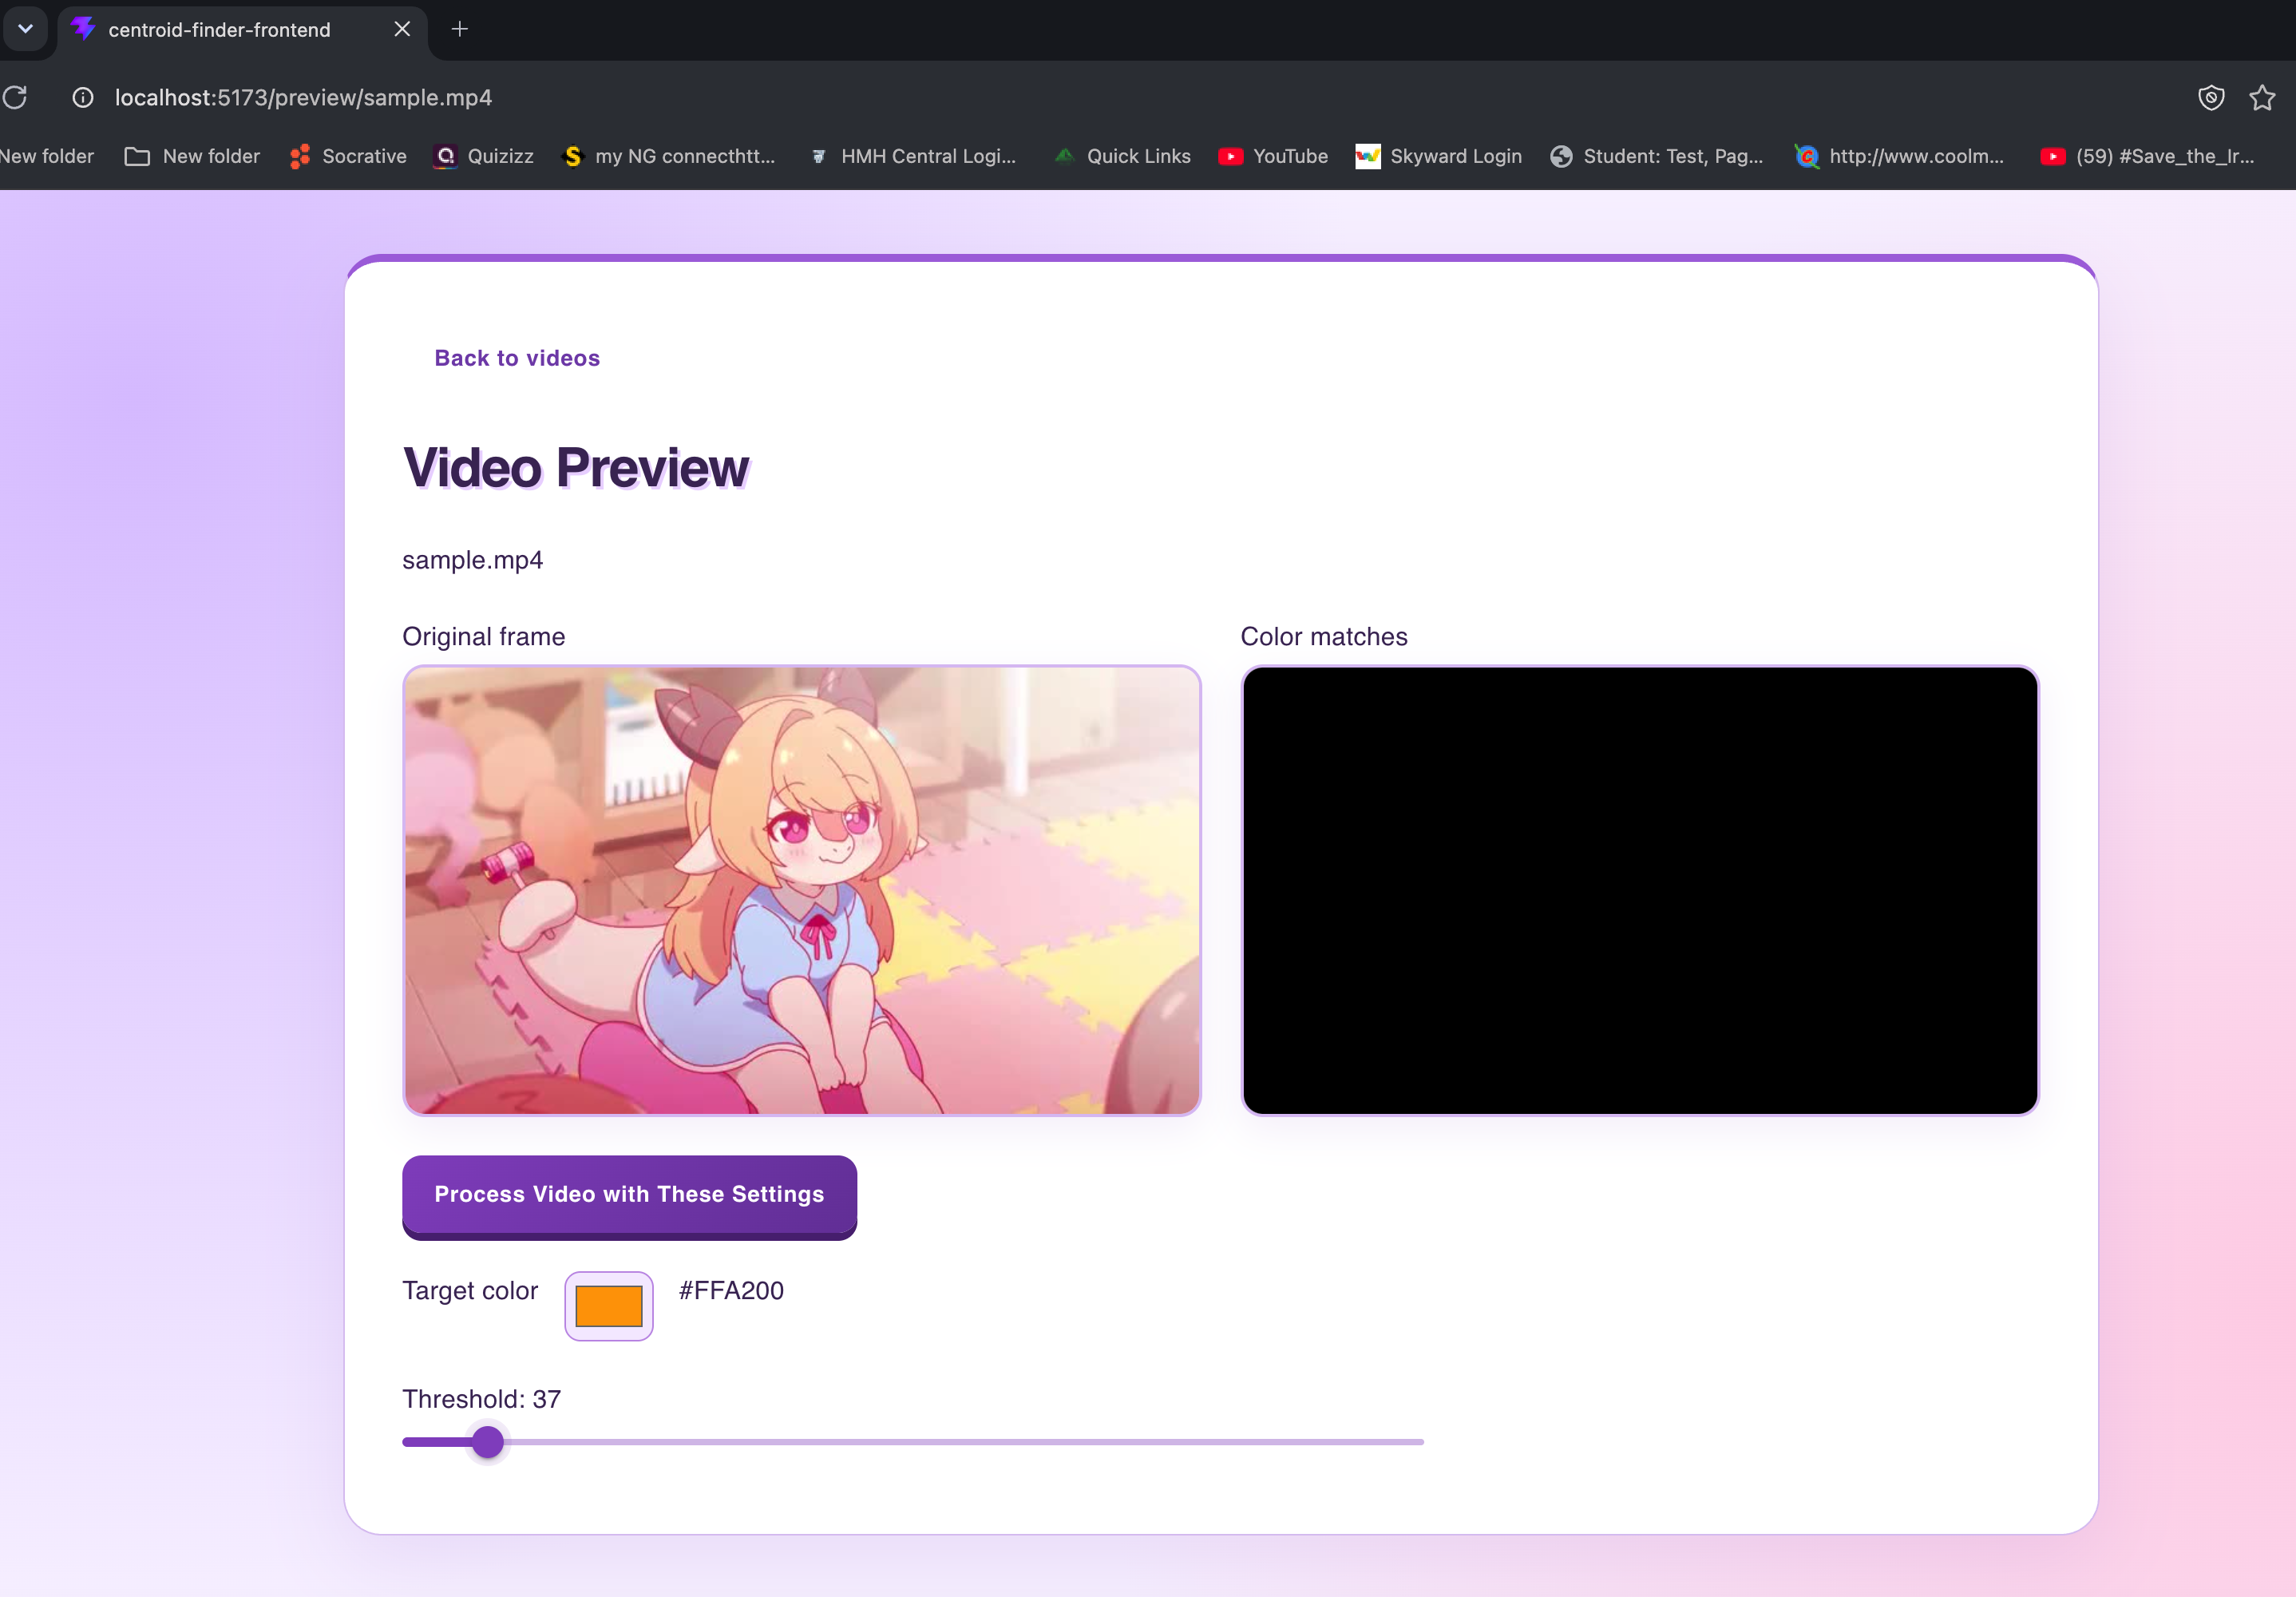 centroid-finder-frontend
localhost:5173/preview/sample.mp4
New folder New folder Socrative Quizizz my NG connecthtt... HMH Central Logi... Quick Links YouTube Skyward Login Student: Test, Pag... http://www.coolm... (59) #Save_the_Ir...
Back to videos
Video Preview
sample.mp4
Original frame Color matches
Process Video with These Settings
Target color #FFA200
Threshold: 37